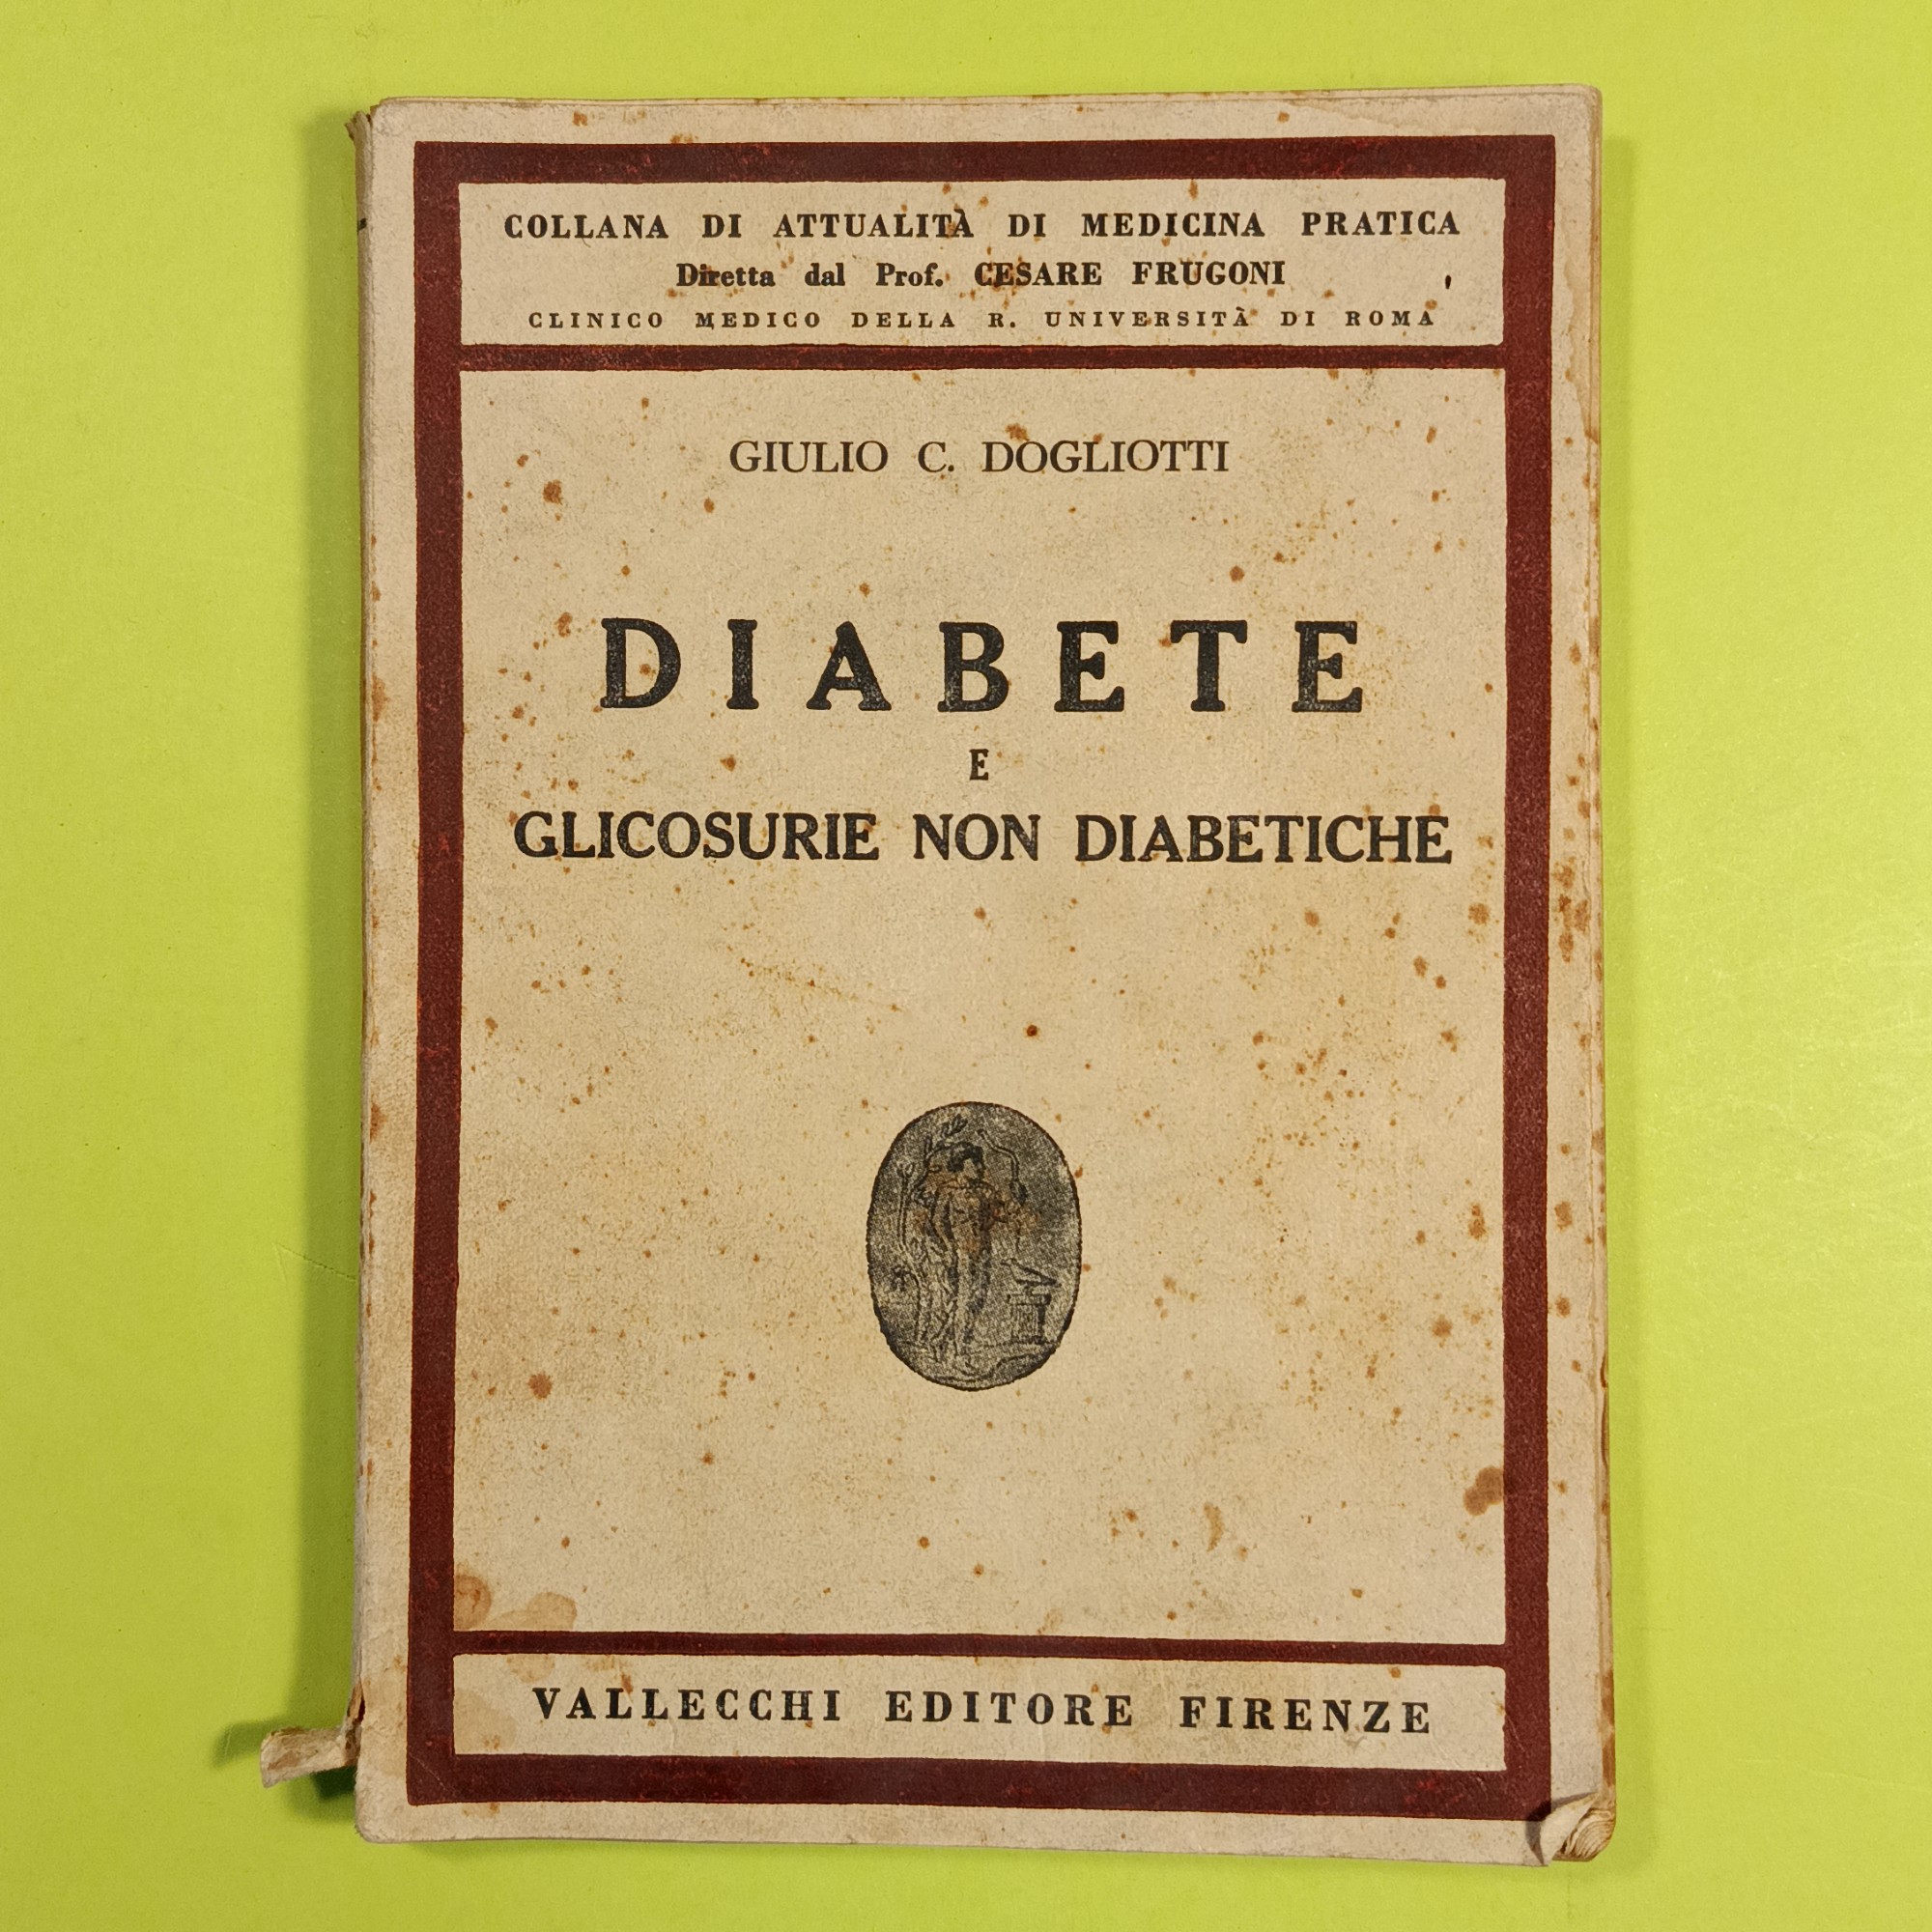 COLLANA DI ATTUALITÀ DI MEDICINA PRATICA
Diretta dal Prof. CESARE FRUGONI
CLINICO MEDICO DELLA R. UNIVERSITÀ DI ROMA
GIULIO C. DOGLIOTTI
DIABETE
E
GLICOSURIE NON DIABETICHE
VALLECCHI EDITORE FIRENZE